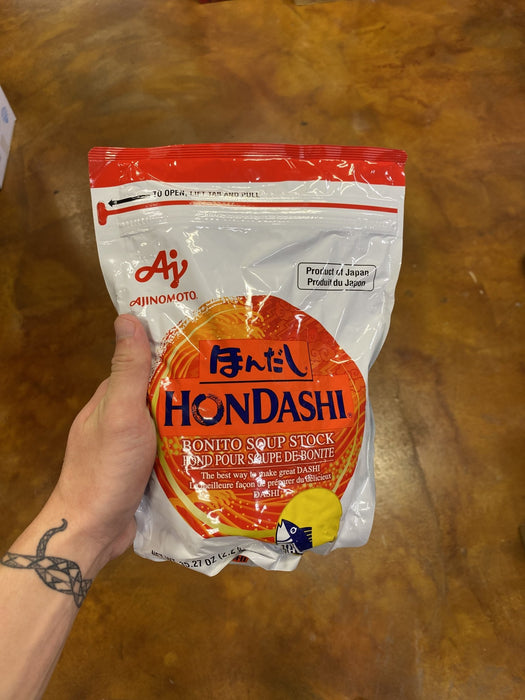 TO OPEN, LIFT TAB AND PULL
Aj
AJINOMOTO
Product of Japan
Produit du Japon
ほんだし
HONDASHI
BONITO SOUP STOCK
FOND POUR SOUPE DE BONITE
The best way to make great DASHI
La meilleure façon de préparer du délicieux
DASHI